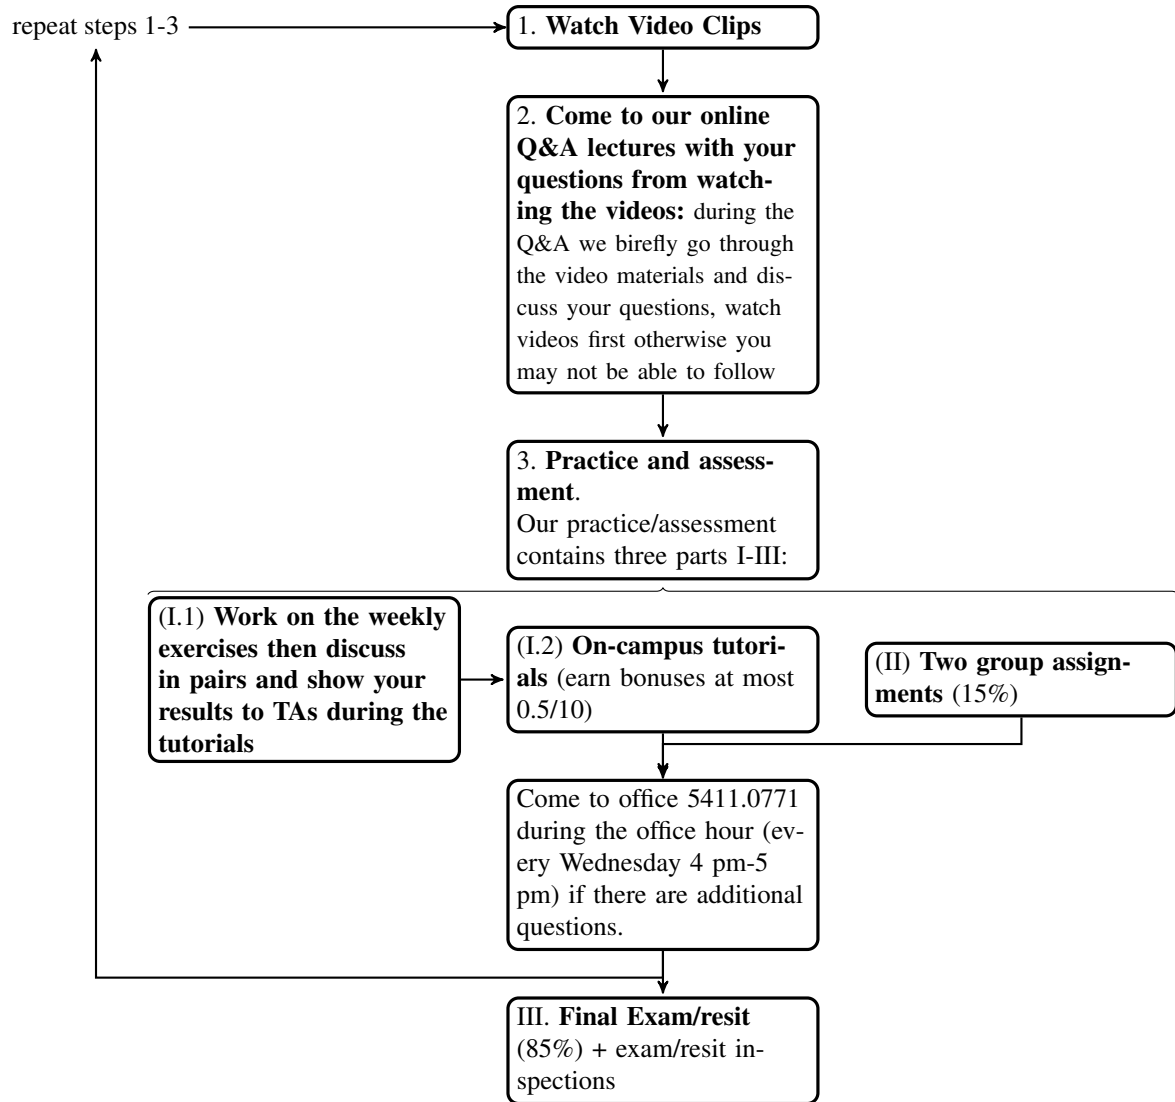 repeat steps 1-3
1. Watch Video Clips
2. Come to our online
Q&A lectures with your
questions from watch-
ing the videos: during the
Q&A we birefly go through
the video materials and dis-
cuss your questions, watch
videos first otherwise you
may not be able to follow
3. Practice and assess-
ment.
Our practice/assessment
contains three parts I-III:
(I.1) Work on the weekly
exercises then discuss
in pairs and show your
results to TAs during the
tutorials
(I.2) On-campus tutori-
als (earn bonuses at most
0.5/10)
(II) Two group assign-
ments (15%)
Come to office 5411.0771
during the office hour (ev-
ery Wednesday 4 pm-5
pm) if there are additional
questions.
III. Final Exam/resit
(85%) + exam/resit in-
spections